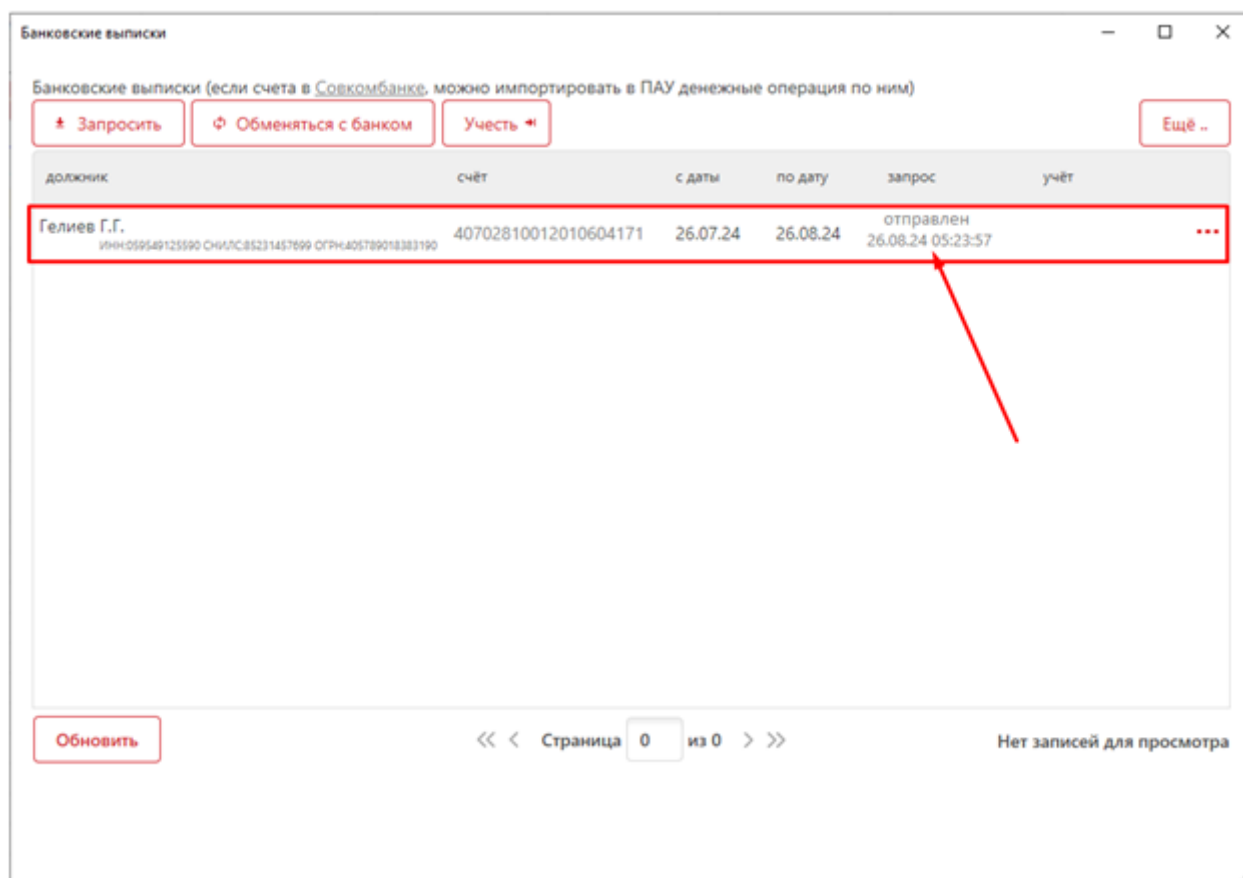 Банковские выписки
Банковские выписки (если счета в Совкомбанке, можно импортировать в ПАУ денежные операция по ним)
Запросить Обменяться с банком Учесть Ещё ..
должник счёт с даты по дату запрос учёт
Гелиев Г.Г. 40702810012010604171 26.07.24 26.08.24 отправлен
ИНН:059549125590 СНИЛС:85231457699 ОГРН:405789018383190 26.08.24 05:23:57
Обновить Страница 0 из 0 Нет записей для просмотра